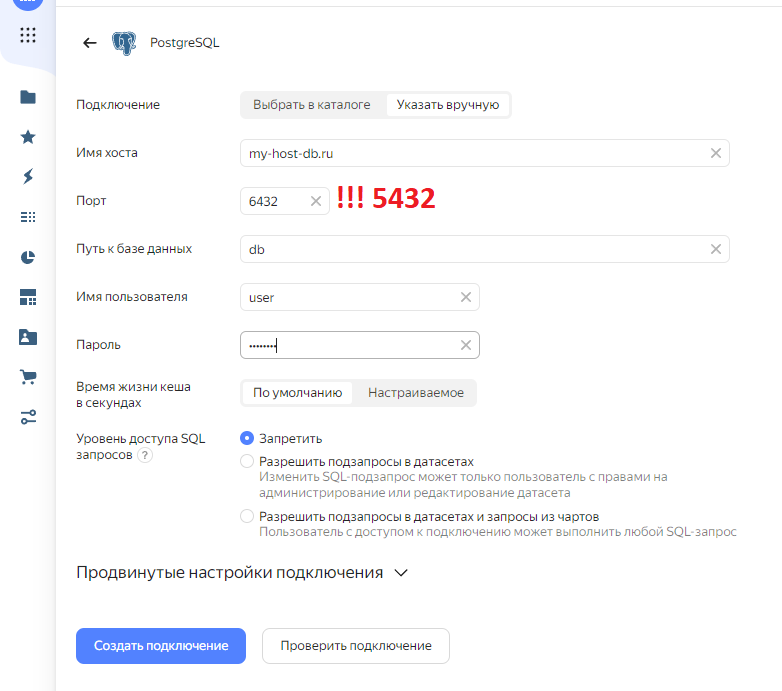 PostgreSQL
Подключение
Выбрать в каталоге
Указать вручную
Имя хоста
my-host-db.ru
Порт
6432
!!! 5432
Путь к базе данных
db
Имя пользователя
user
Пароль
••••••••
Время жизни кеша
в секундах
По умолчанию
Настраиваемое
Уровень доступа SQL
запросов ?
Запретить
Разрешить подзапросы в датасетах
Изменить SQL-подзапрос может только пользователь с правами на
администрирование или редактирование датасета
Разрешить подзапросы в датасетах и запросы из чартов
Пользователь с доступом к подключению может выполнить любой SQL-запрос
Продвинутые настройки подключения
Создать подключение
Проверить подключение